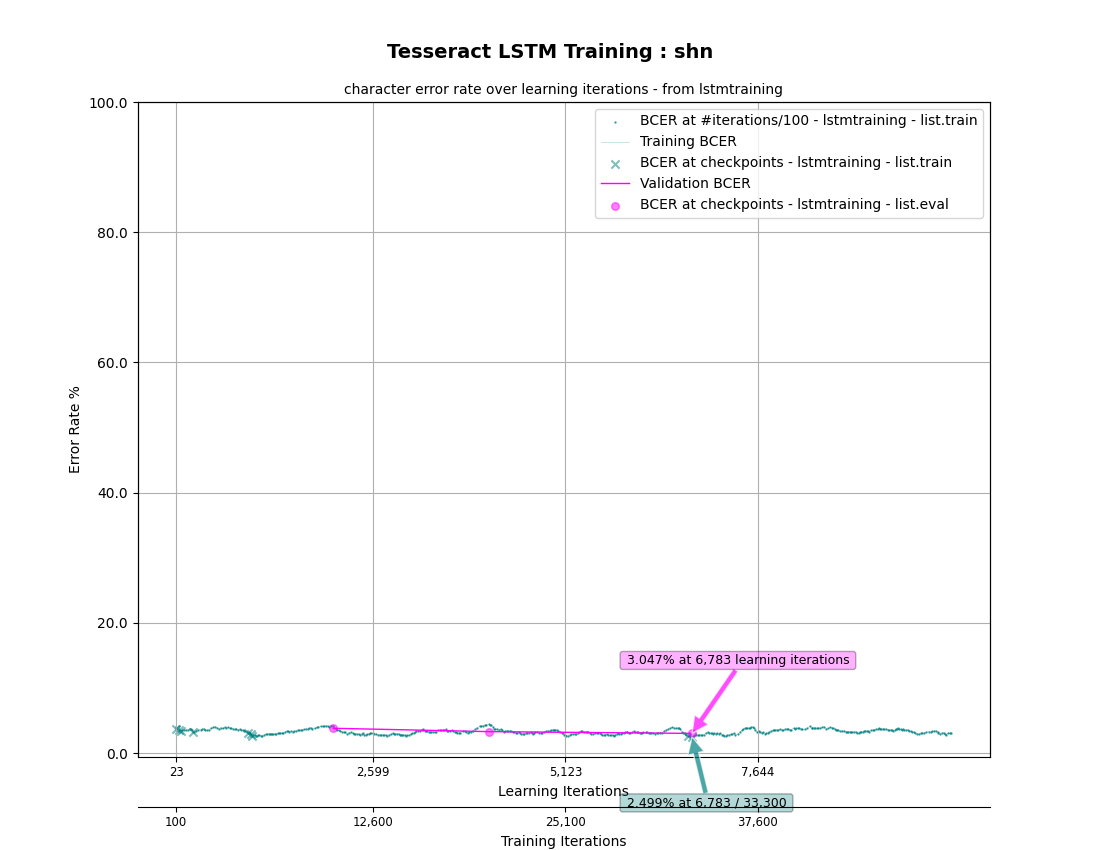 Tesseract LSTM Training : shn
character error rate over learning iterations - from lstmtraining
100.0
80.0
60.0
40.0
20.0
0.0
Error Rate %
BCER at #iterations/100 - lstmtraining - list.train
Training BCER
BCER at checkpoints - lstmtraining - list.train
Validation BCER
BCER at checkpoints - lstmtraining - list.eval
3.047% at 6,783 learning iterations
23 2,599 5,123 7,644
Learning Iterations
2.499% at 6,783 / 33,300
100 12,600 25,100 37,600
Training Iterations